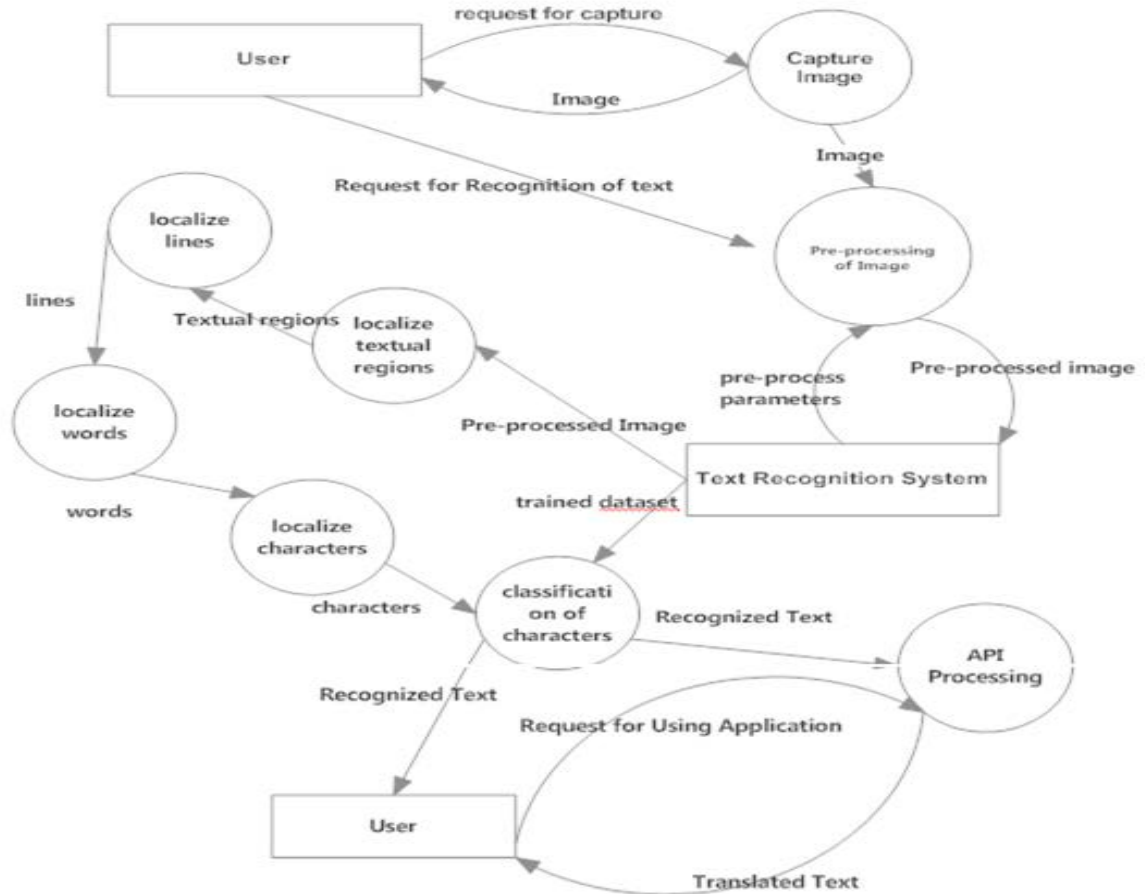 request for capture
User
Capture
Image
Image
Image
Request for Recognition of text
localize
lines
Pre-processing
of Image
lines
Textual regions
localize
textual
regions
pre-process
parameters
Pre-processed image
localize
words
Pre-processed Image
Text Recognition System
trained dataset
words
localize
characters
characters
classificati
on of
characters
Recognized Text
API
Processing
Recognized Text
Request for Using Application
User
Translated Text